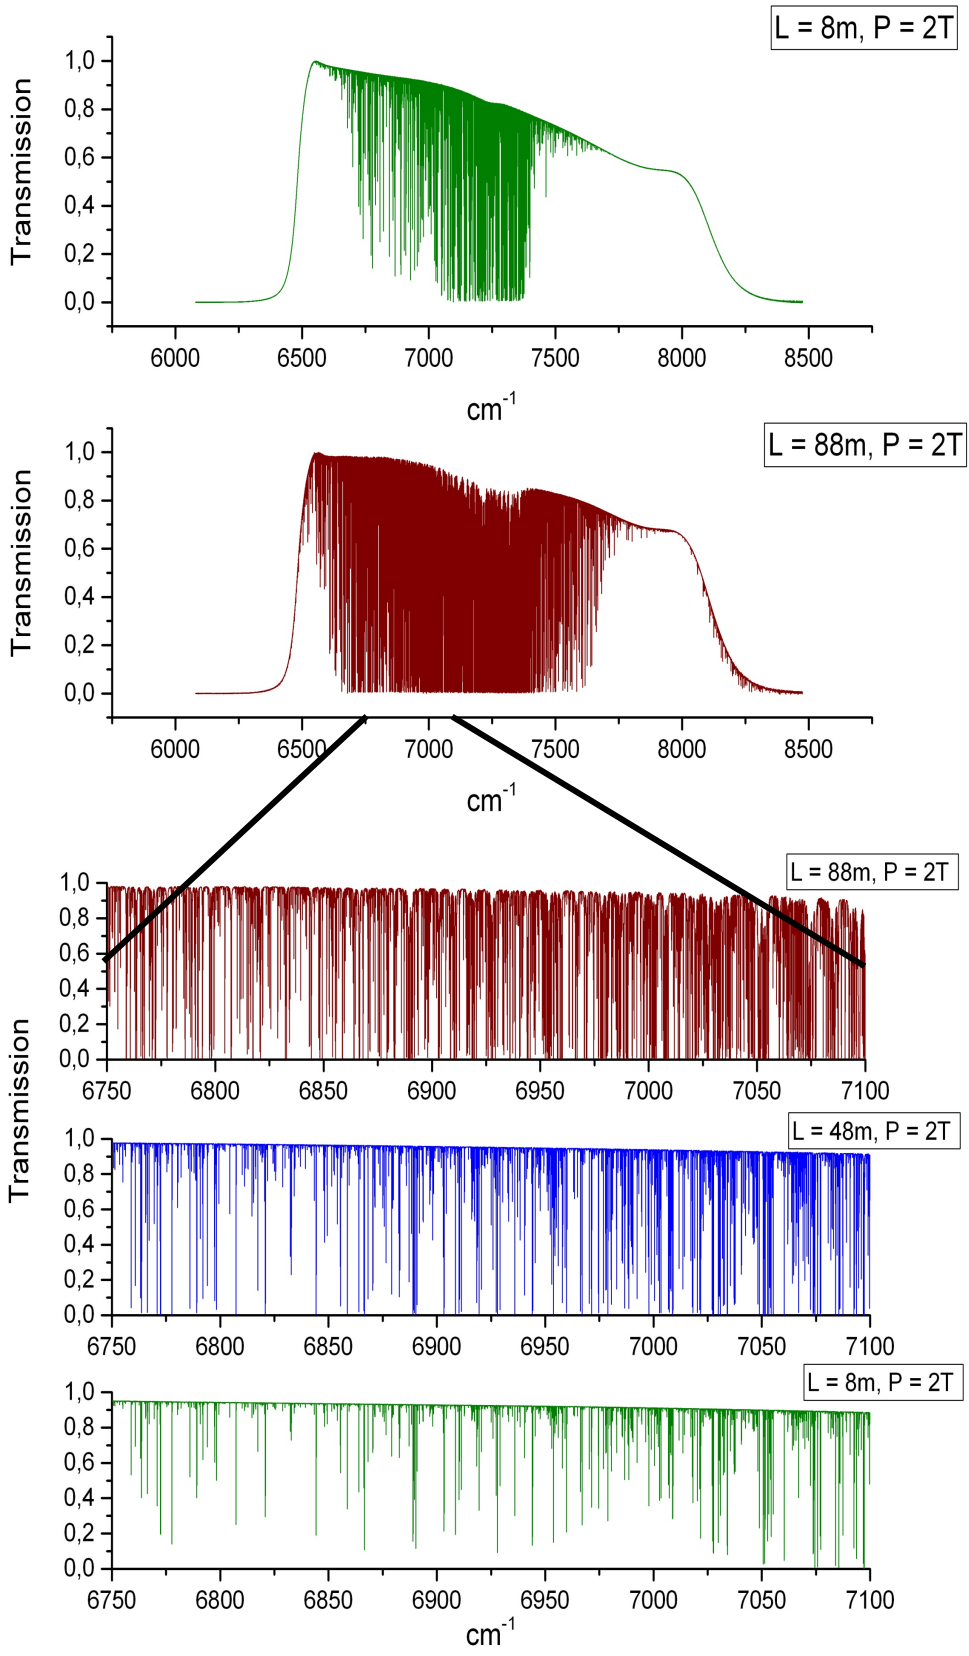 L = 8m, P = 2T
Transmission
1,0
0,8
0,6
0,4
0,2
0,0
6000 6500 7000 7500 8000 8500
cm-1
L = 88m, P = 2T
Transmission
1,0
0,8
0,6
0,4
0,2
0,0
6000 6500 7000 7500 8000 8500
cm-1
L = 88m, P = 2T
1,0
0,8
0,6
0,4
0,2
0,0
6750 6800 6850 6900 6950 7000 7050 7100
Transmission
L = 48m, P = 2T
1,0
0,8
0,6
0,4
0,2
0,0
6750 6800 6850 6900 6950 7000 7050 7100
L = 8m, P = 2T
1,0
0,8
0,6
0,4
0,2
0,0
6750 6800 6850 6900 6950 7000 7050 7100
cm-1